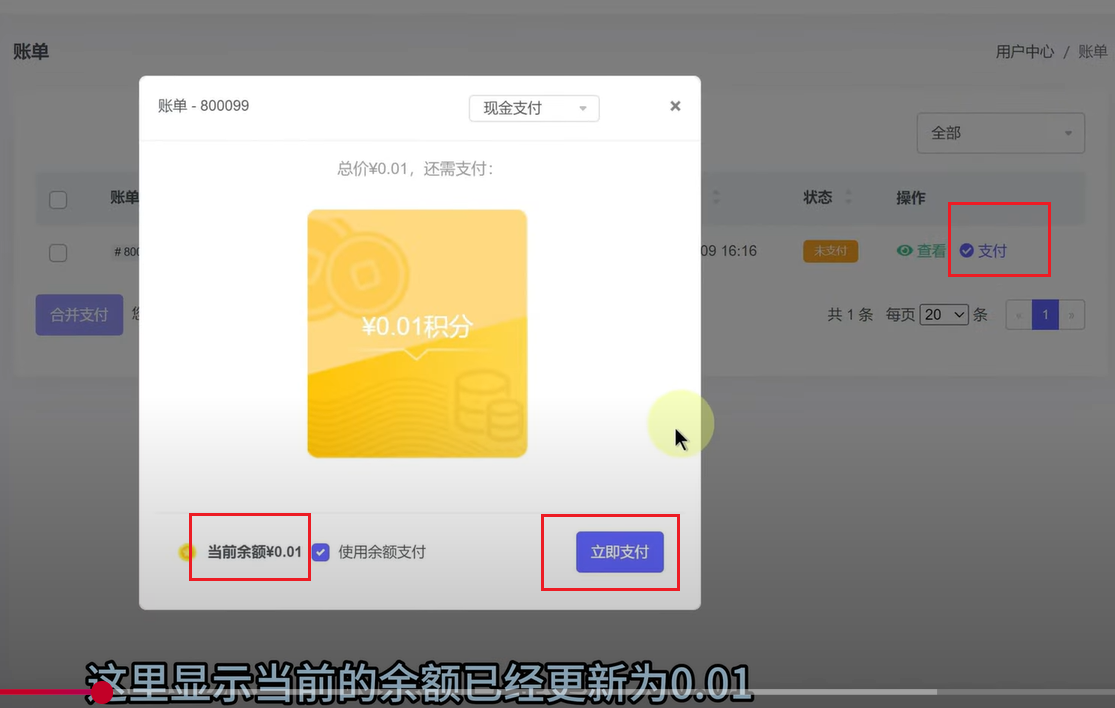 账单
用户中心 / 账单
账单 - 800099
现金支付
×
全部
总价¥0.01，还需支付：
账单
状态
操作
¥0.01积分
# 800
09 16:16
未支付
查看
支付
合并支付
您
共 1 条 每页 20 条
« 1 »
当前余额¥0.01
使用余额支付
立即支付
这里显示当前的余额已经更新为0.01